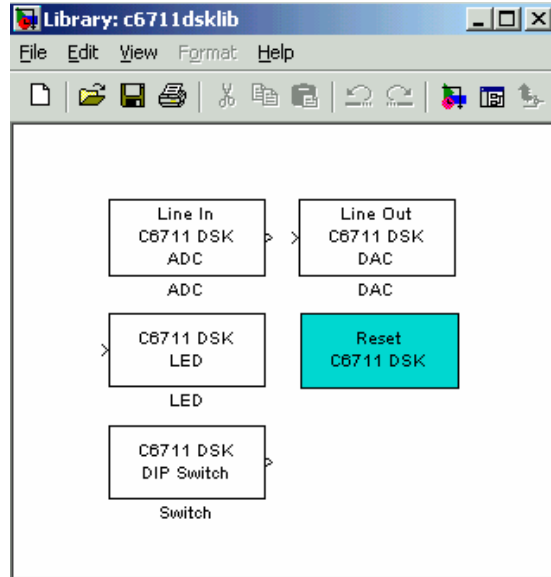 Library: c6711dsklib
File Edit View Format Help
Line In
C6711 DSK
ADC
ADC
Line Out
C6711 DSK
DAC
DAC
C6711 DSK
LED
LED
Reset
C6711 DSK
C6711 DSK
DIP Switch
Switch